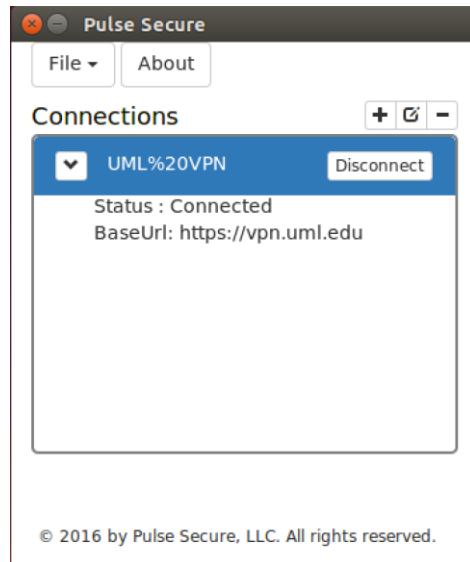 Pulse Secure
File About
Connections
UML%20VPN Disconnect
Status : Connected
BaseUrl: https://vpn.uml.edu
© 2016 by Pulse Secure, LLC. All rights reserved.